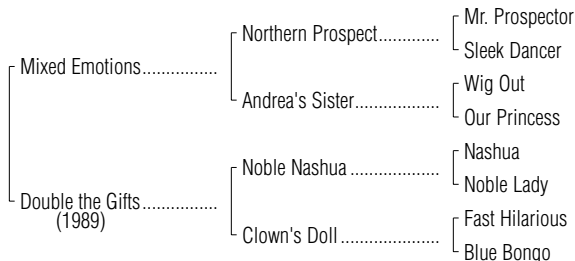 Mr. Prospector
Northern Prospect.............
Sleek Dancer
Mixed Emotions................
Wig Out
Andrea's Sister..................
Our Princess
Nashua
Noble Nashua ...................
Noble Lady
Double the Gifts................
(1989)
Fast Hilarious
Clown's Doll .....................
Blue Bongo